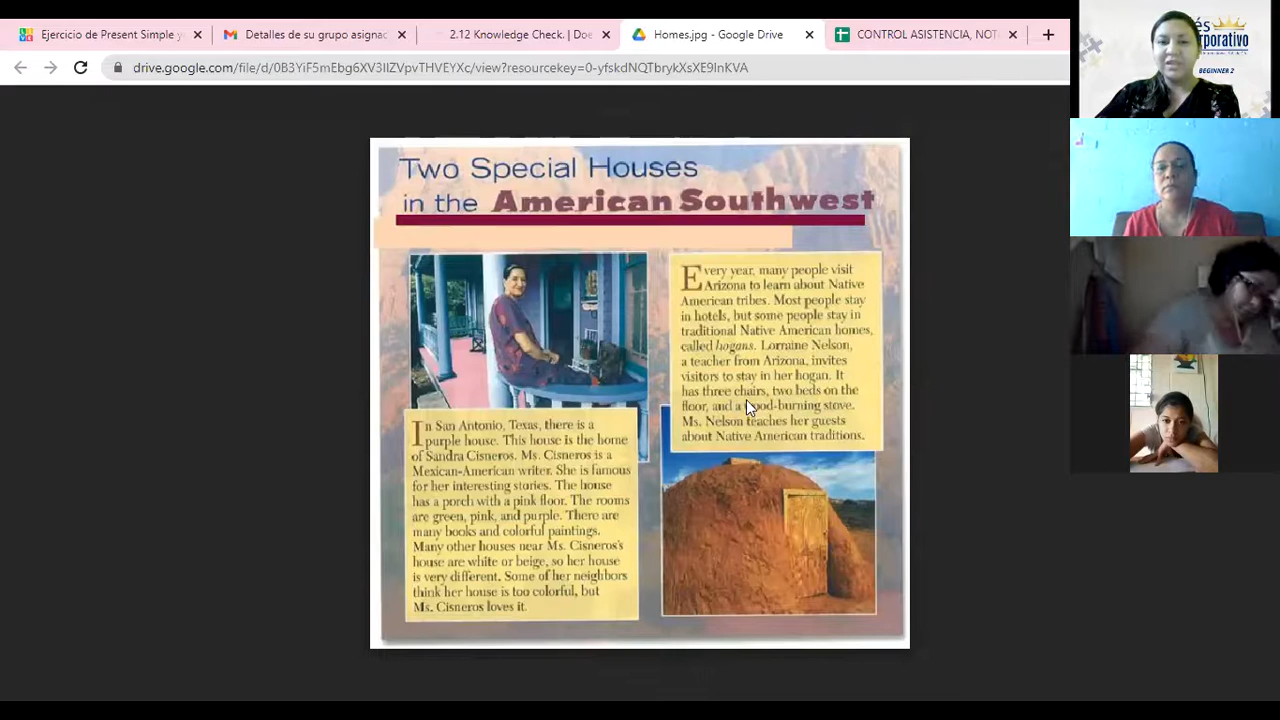 Ejercicio de Present Simple y
Detalles de su grupo asignac
2.12 Knowledge Check. | Doe
Homes.jpg - Google Drive
CONTROL ASISTENCIA, NOT
drive.google.com/file/d/0B3YiF5mEbg6XV3lIZVpvTHVEYXc/view?resourcekey=0-yfskdNQTbrykXsXE9InKVA
és
rporativo
BEGINNER 2
Two Special Houses
in the American Southwest
In San Antonio, Texas, there is a
purple house. This house is the home
of Sandra Cisneros. Ms. Cisneros is a
Mexican-American writer. She is famous
for her interesting stories. The house
has a porch with a pink floor. The rooms
are green, pink, and purple. There are
many books and colorful paintings.
Many other houses near Ms. Cisneros's
house are white or beige, so her house
is very different. Some of her neighbors
think her house is too colorful, but
Ms. Cisneros loves it.
Every year, many people visit
Arizona to learn about Native
American tribes. Most people stay
in hotels, but some people stay in
traditional Native American homes,
called hogans. Lorraine Nelson,
a teacher from Arizona, invites
visitors to stay in her hogan. It
has three chairs, two beds on the
floor, and a wood-burning stove.
Ms. Nelson teaches her guests
about Native American traditions.